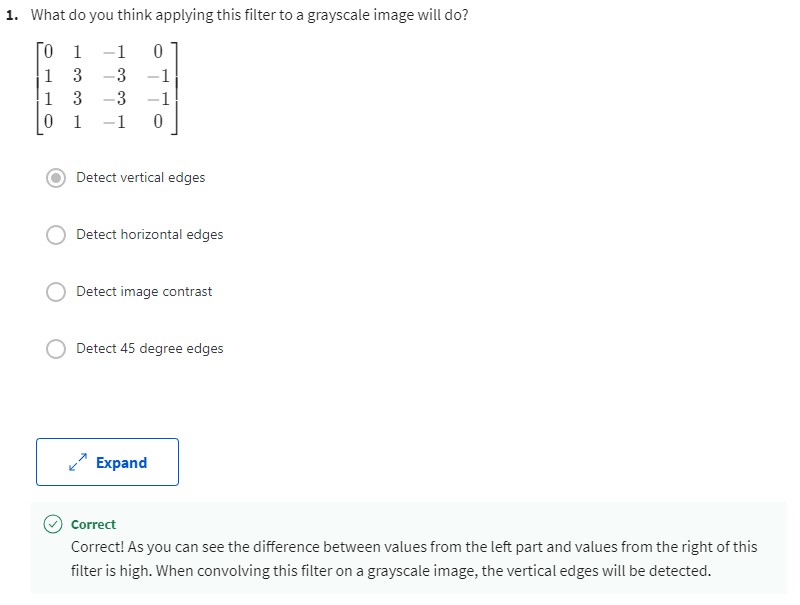 1. What do you think applying this filter to a grayscale image will do?
0 1 −1 0
1 3 −3 −1
1 3 −3 −1
0 1 −1 0
Detect vertical edges
Detect horizontal edges
Detect image contrast
Detect 45 degree edges
Expand
Correct
Correct! As you can see the difference between values from the left part and values from the right of this
filter is high. When convolving this filter on a grayscale image, the vertical edges will be detected.